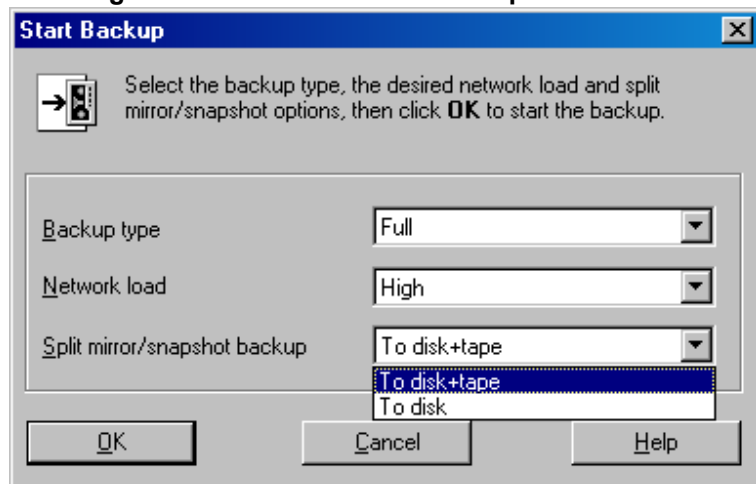 Start Backup
Select the backup type, the desired network load and split
mirror/snapshot options, then click OK to start the backup.
Backup type Full
Network load High
Split mirror/snapshot backup To disk+tape
To disk+tape
To disk
OK Cancel Help